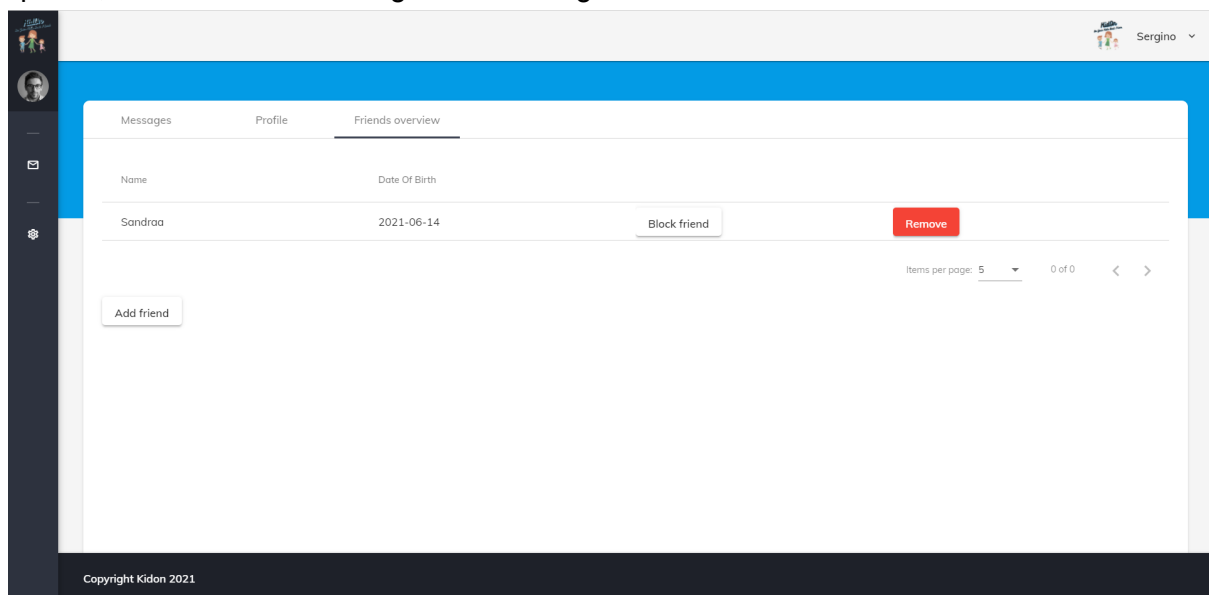 Sergino
Messages Profile Friends overview
Name Date Of Birth
Sandraa 2021-06-14 Block friend Remove
Items per page: 5 0 of 0
Add friend
Copyright Kidon 2021